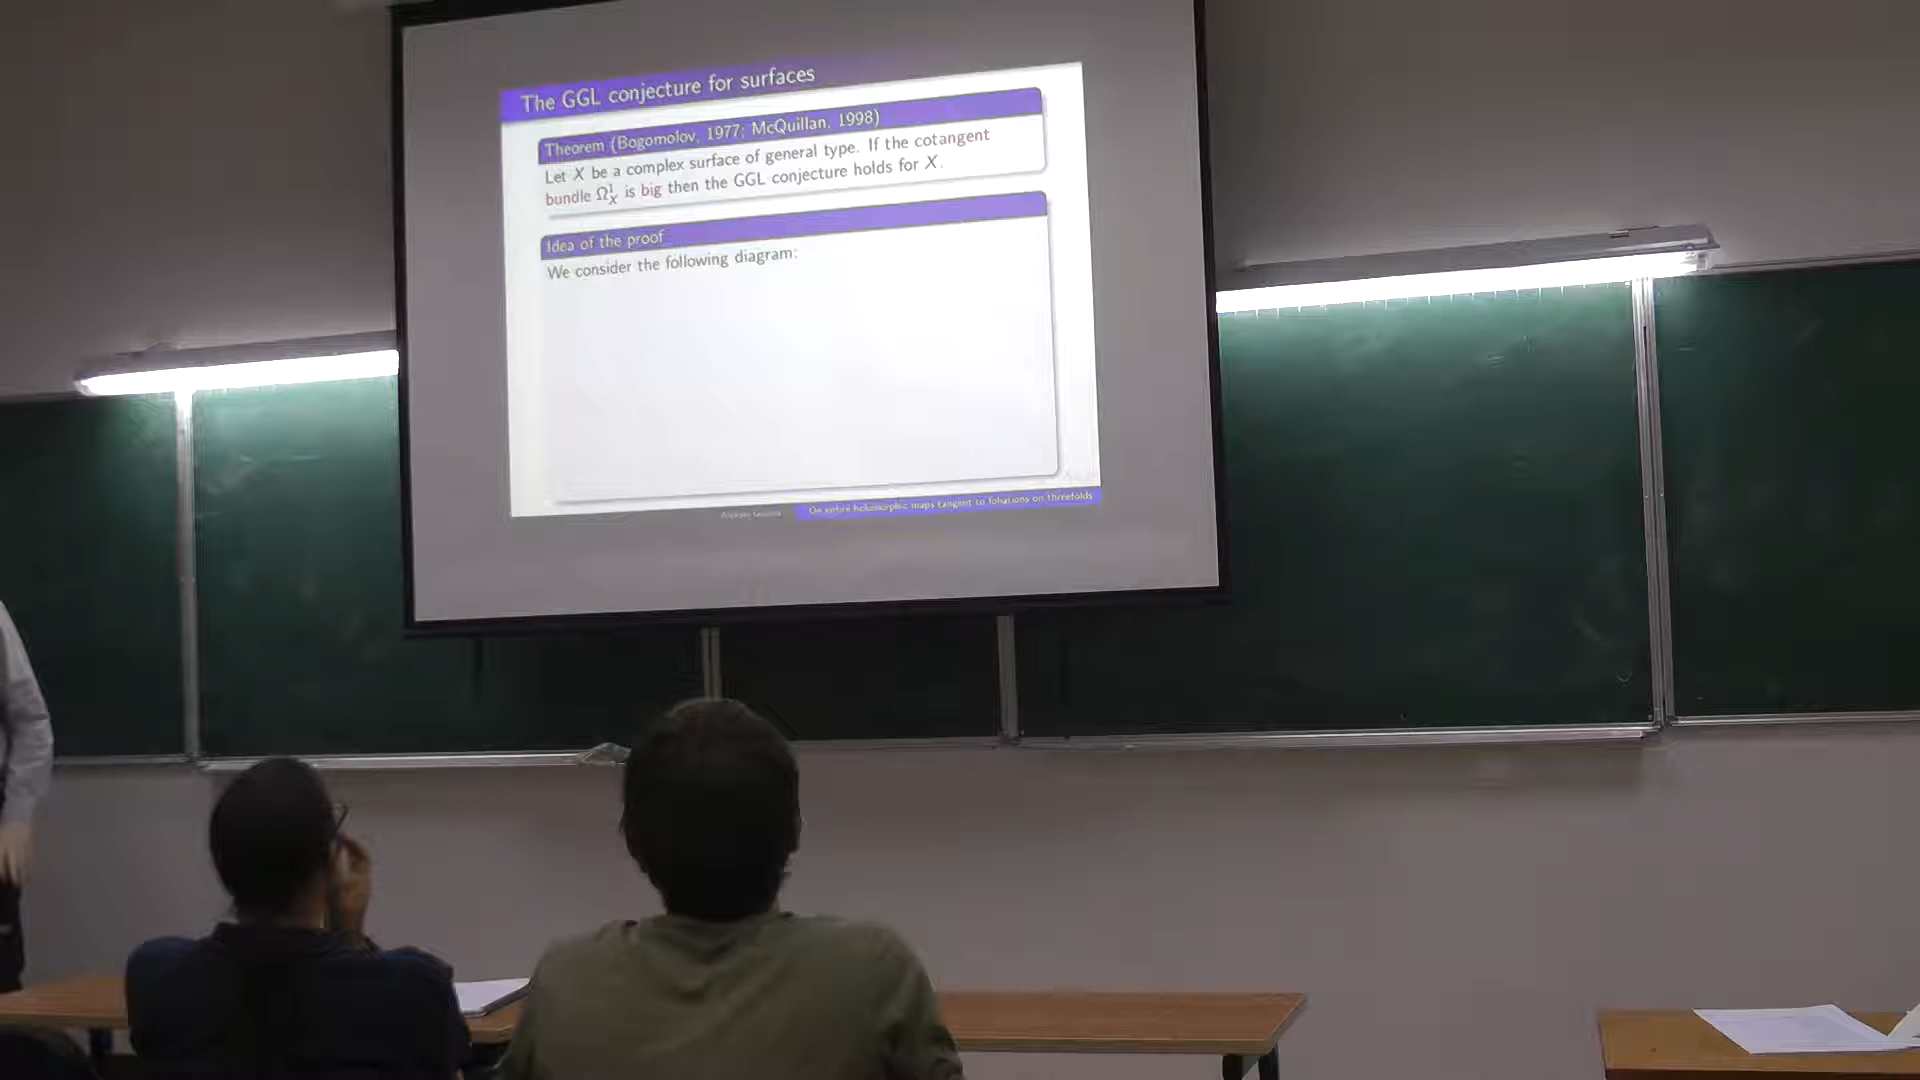 The GGL conjecture for surfaces
Theorem (Bogomolov, 1977; McQuillan, 1998)
Let X be a complex surface of general type. If the cotangent
bundle Ω¹_X is big then the GGL conjecture holds for X.
Idea of the proof
We consider the following diagram:
On entire holomorphic maps tangent to foliations on threefolds